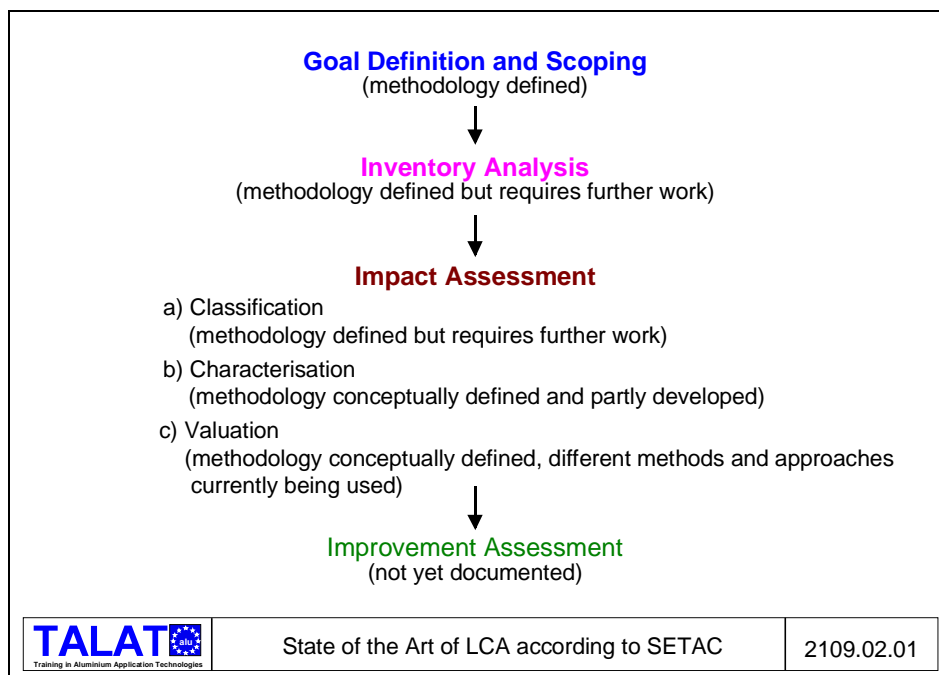 Goal Definition and Scoping
(methodology defined)
Inventory Analysis
(methodology defined but requires further work)
Impact Assessment
a) Classification
(methodology defined but requires further work)
b) Characterisation
(methodology conceptually defined and partly developed)
c) Valuation
(methodology conceptually defined, different methods and approaches
currently being used)
Improvement Assessment
(not yet documented)
TALAT
alu
Training in Aluminium Application Technologies
State of the Art of LCA according to SETAC
2109.02.01